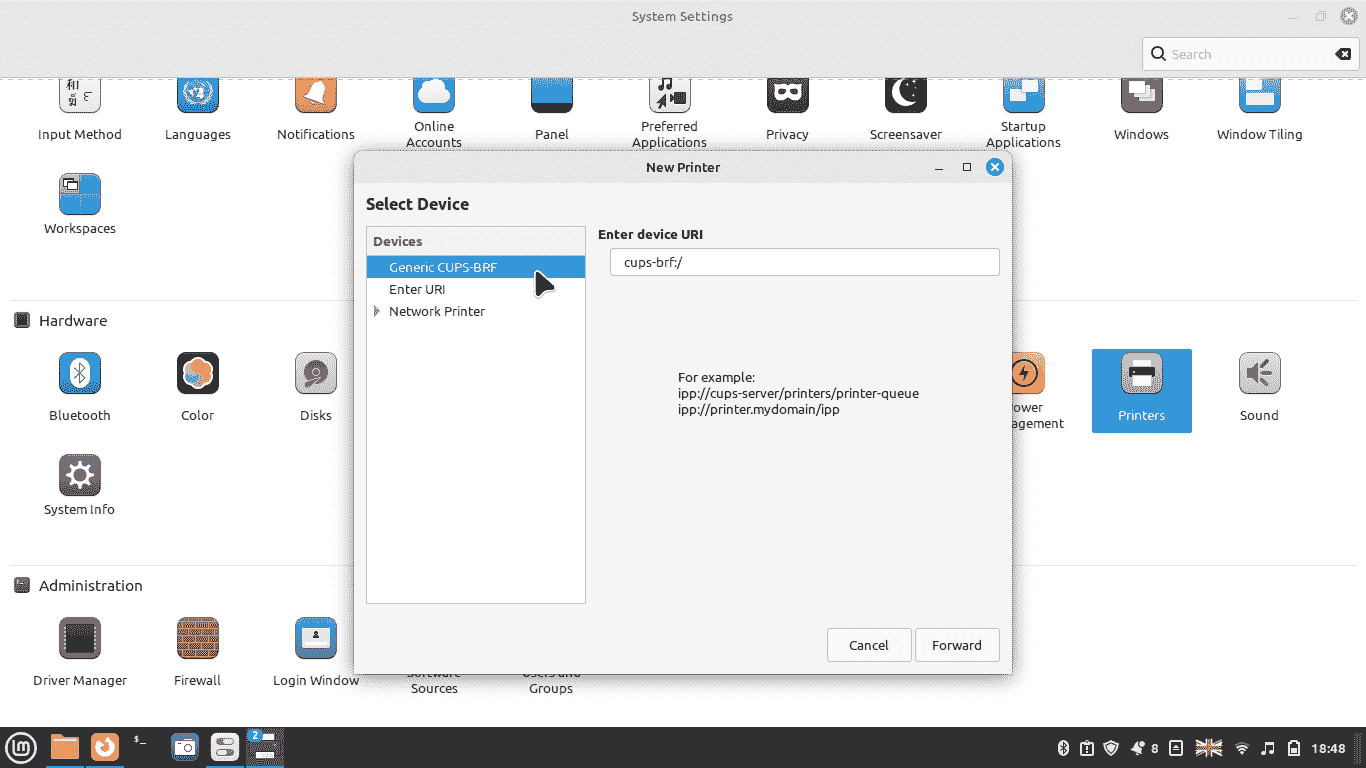 System Settings
Search
Input Method
Languages
Notifications
Online
Accounts
Panel
Preferred
Applications
Privacy
Screensaver
Startup
Applications
Windows
Window Tiling
Workspaces
New Printer
Select Device
Devices
Generic CUPS-BRF
Enter URI
Network Printer
Enter device URI
cups-brf:/
For example:
ipp://cups-server/printers/printer-queue
ipp://printer.mydomain/ipp
Cancel
Forward
Hardware
Bluetooth
Color
Disks
Printers
Sound
System Info
Administration
Driver Manager
Firewall
Login Window
Software
Sources
Users and
Groups
2
8
18:48